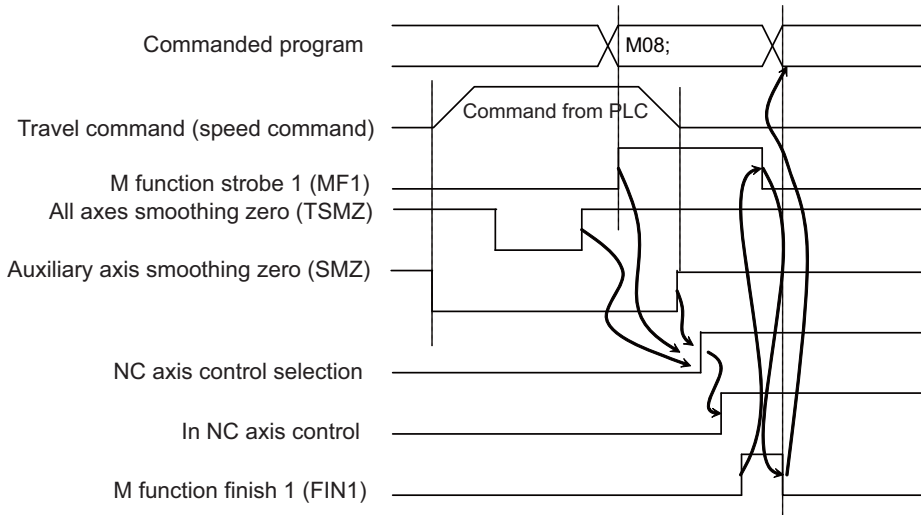 Commanded program
M08;
Travel command (speed command)
Command from PLC
M function strobe 1 (MF1)
All axes smoothing zero (TSMZ)
Auxiliary axis smoothing zero (SMZ)
NC axis control selection
In NC axis control
M function finish 1 (FIN1)